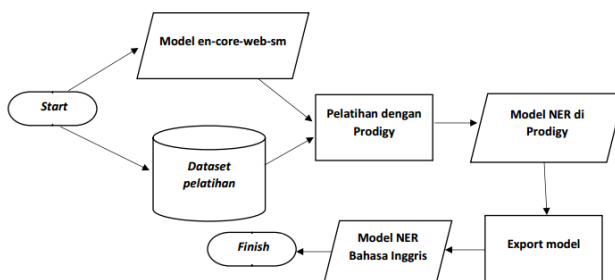 Model en-core-web-sm
Start
Pelatihan dengan
Prodigy
Model NER di
Prodigy
Dataset
pelatihan
Finish
Model NER
Bahasa Inggris
Export model